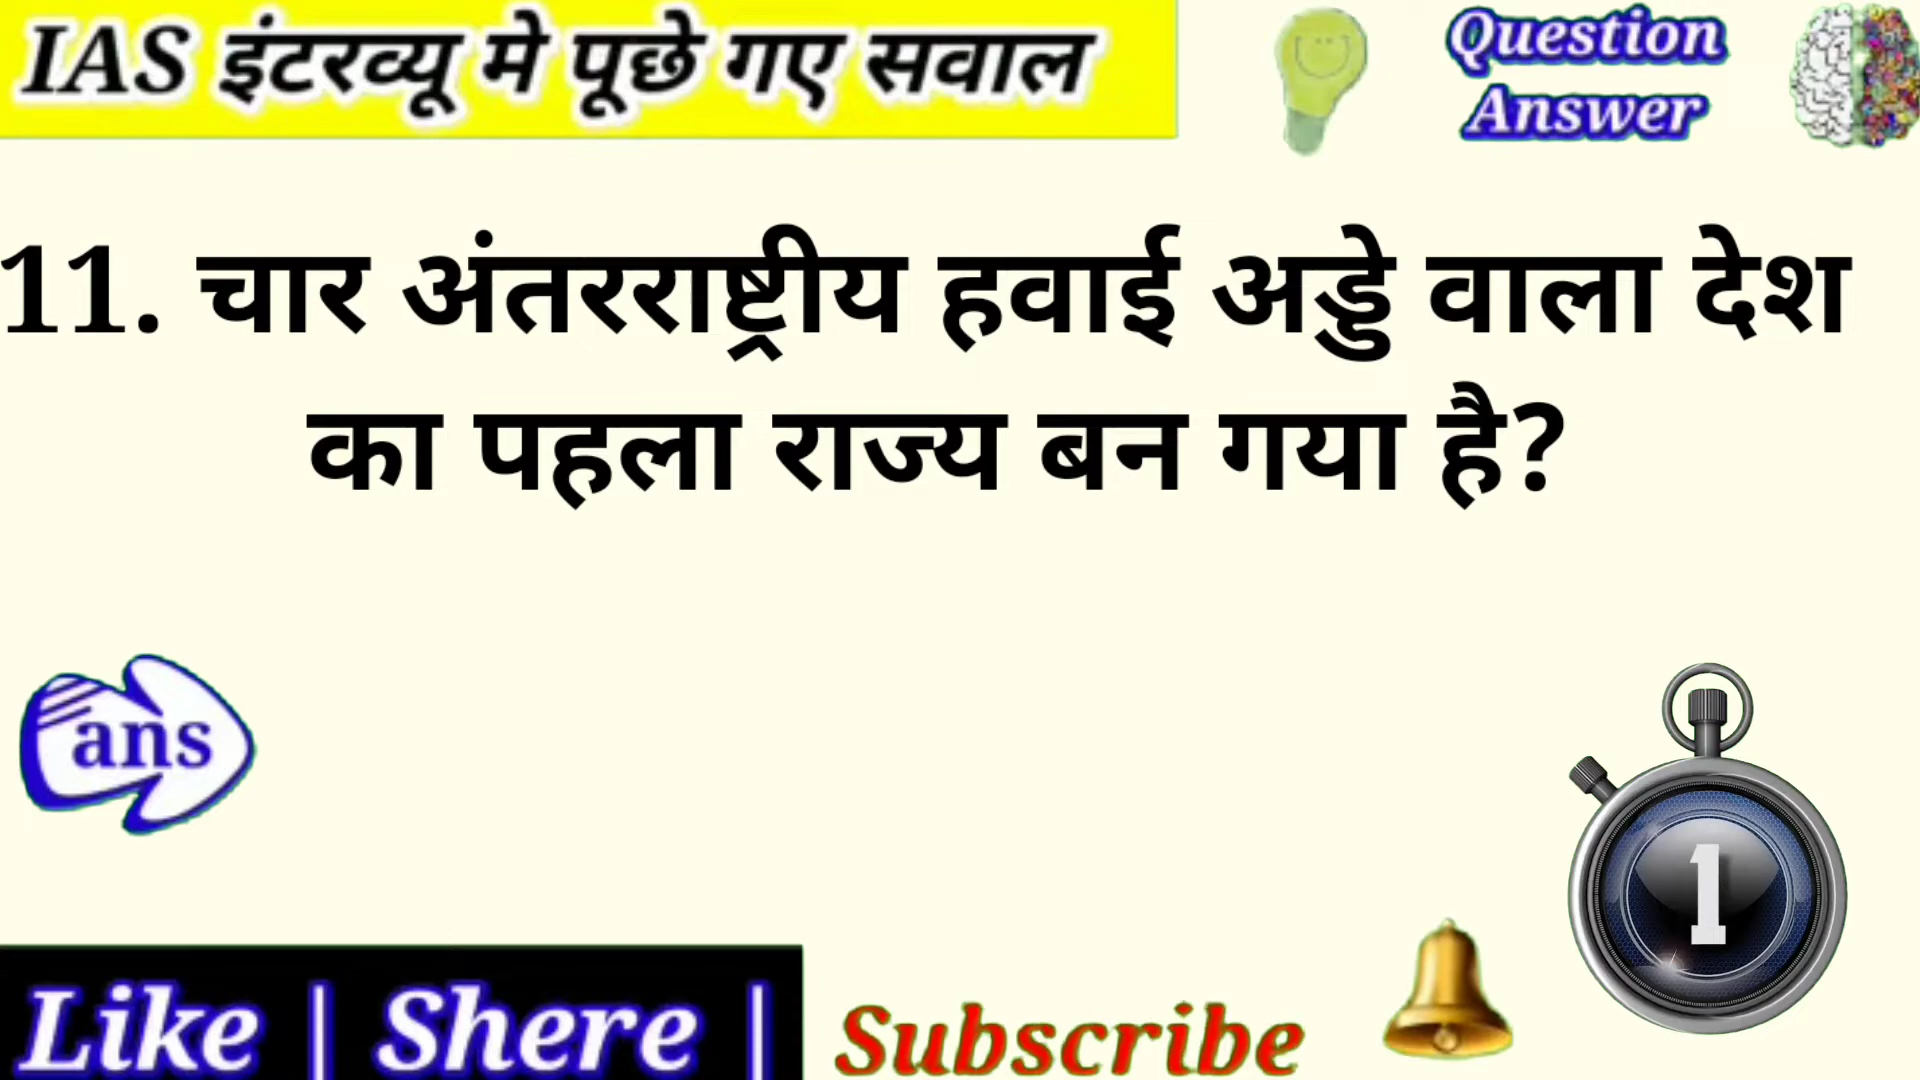 IAS इंटरव्यू मे पूछे गए सवाल
Question
Answer
11. चार अंतरराष्ट्रीय हवाई अड्डे वाला देश
का पहला राज्य बन गया है?
ans
1
Like | Shere |
Subscribe